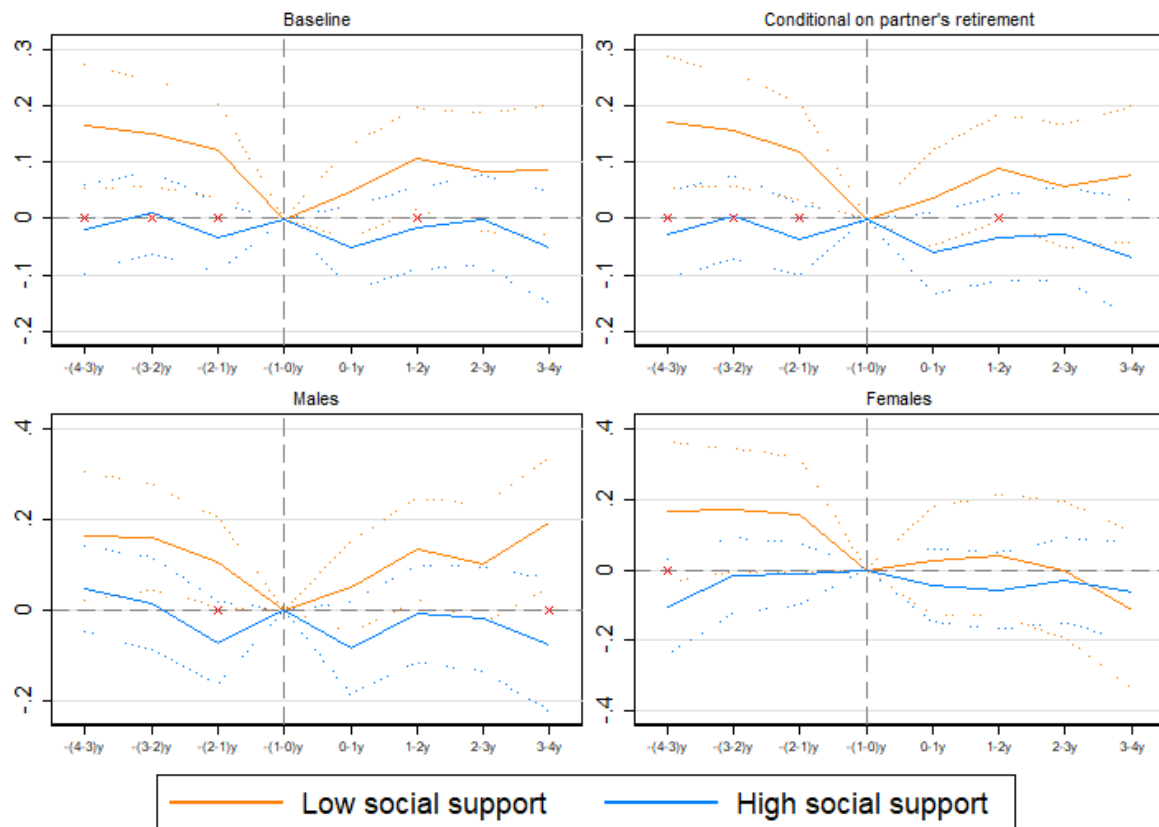 Baseline
Conditional on partner's retirement
.3
.2
.1
0
-.1
-.2
-(4-3)y -(3-2)y -(2-1)y -(1-0)y 0-1y 1-2y 2-3y 3-4y
.3
.2
.1
0
-.1
-.2
-(4-3)y -(3-2)y -(2-1)y -(1-0)y 0-1y 1-2y 2-3y 3-4y
Males
Females
.4
.2
0
-.2
-(4-3)y -(3-2)y -(2-1)y -(1-0)y 0-1y 1-2y 2-3y 3-4y
.4
.2
0
-.2
-.4
-(4-3)y -(3-2)y -(2-1)y -(1-0)y 0-1y 1-2y 2-3y 3-4y
Low social support
High social support